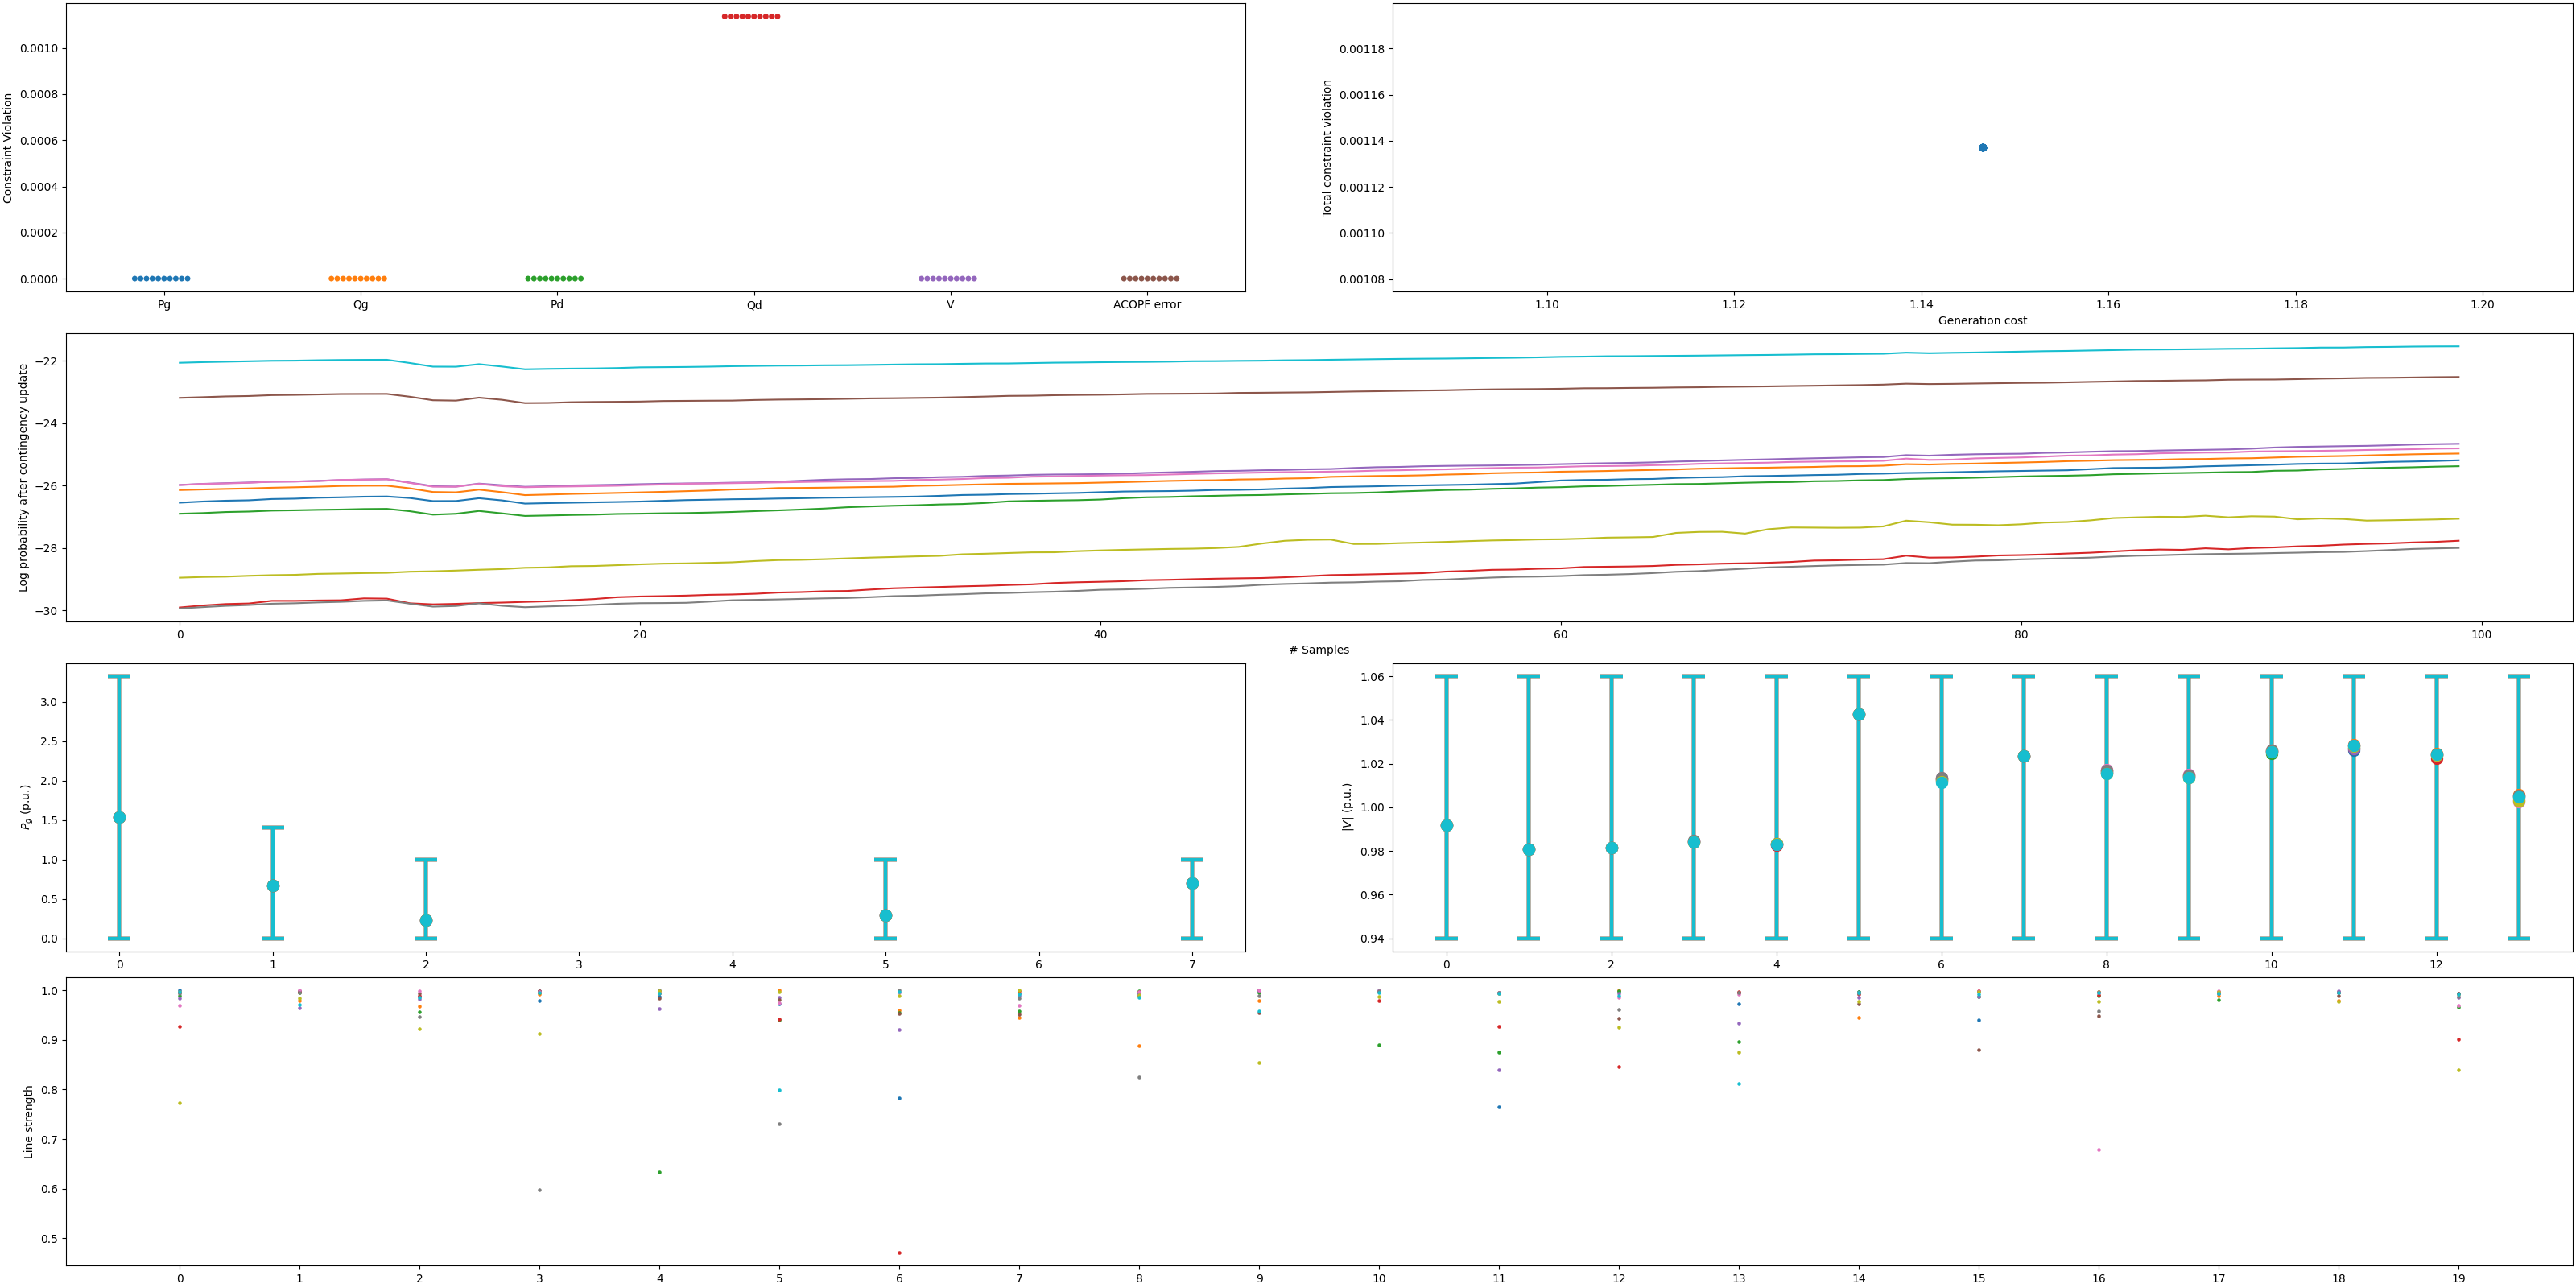 Constraint Violation
0.0010
0.0008
0.0006
0.0004
0.0002
0.0000
Pg Qg Pd Qd V ACOPF error
Total constraint violation
0.00118
0.00116
0.00114
0.00112
0.00110
0.00108
1.10 1.12 1.14 1.16 1.18 1.20
Generation cost
Log probability after contingency update
−22
−24
−26
−28
−30
0 20 40 60 80 100
# Samples
P_g (p.u.)
3.0
2.5
2.0
1.5
1.0
0.5
0.0
0 1 2 3 4 5 6 7
|V| (p.u.)
1.06
1.04
1.02
1.00
0.98
0.96
0.94
0 2 4 6 8 10 12
Line strength
1.0
0.9
0.8
0.7
0.6
0.5
0 1 2 3 4 5 6 7 8 9 10 11 12 13 14 15 16 17 18 19